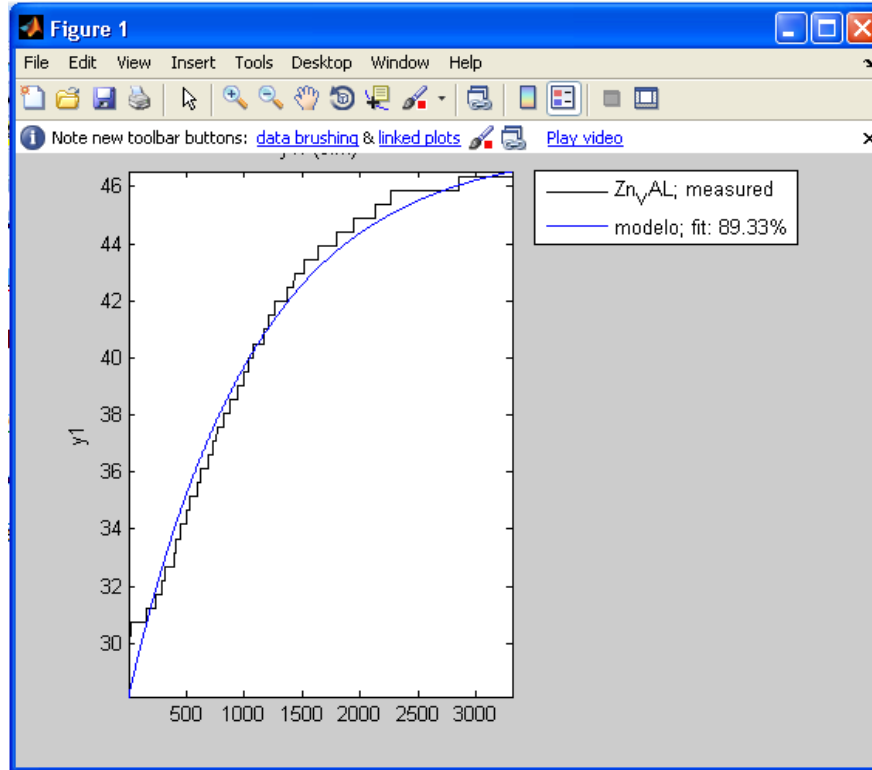 Figure 1
File Edit View Insert Tools Desktop Window Help
Note new toolbar buttons: data brushing & linked plots Play video
46
44
42
40
38
36
34
32
30
y1
500 1000 1500 2000 2500 3000
Zn_VAL; measured
modelo; fit: 89.33%